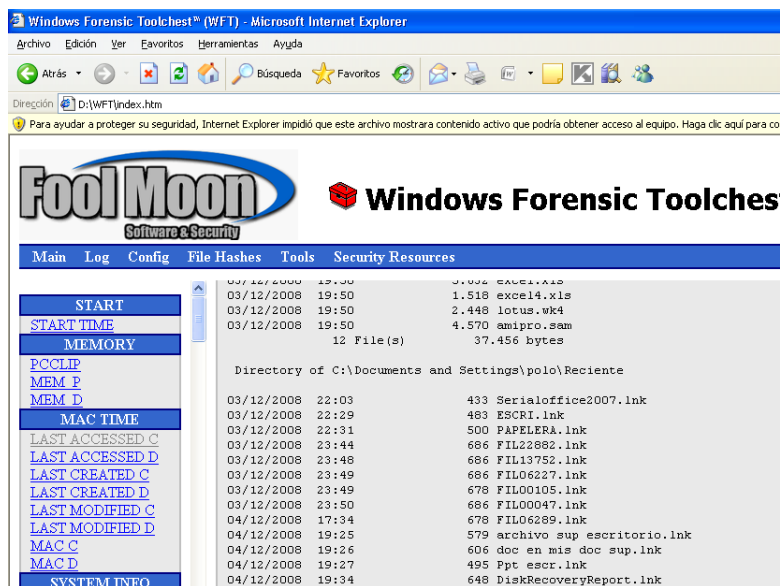 Windows Forensic Toolchest™ (WFT) - Microsoft Internet Explorer
Archivo Edición Ver Favoritos Herramientas Ayuda
Atrás Búsqueda Favoritos
Dirección D:\WFT\index.htm
Para ayudar a proteger su seguridad, Internet Explorer impidió que este archivo mostrara contenido activo que podría obtener acceso al equipo. Haga clic aquí para co
Fool Moon
Software & Security
Windows Forensic Toolches
Main Log Config File Hashes Tools Security Resources
START
START TIME
MEMORY
PCCLIP
MEM P
MEM D
MAC TIME
LAST ACCESSED C
LAST ACCESSED D
LAST CREATED C
LAST CREATED D
LAST MODIFIED C
LAST MODIFIED D
MAC C
MAC D
SYSTEM INFO
03/12/2008 19:50 3.032 excel.xls
03/12/2008 19:50 1.518 excel4.xls
03/12/2008 19:50 2.448 lotus.wk4
03/12/2008 19:50 4.570 amipro.sam
12 File(s) 37.456 bytes
Directory of C:\Documents and Settings\polo\Reciente
03/12/2008 22:03 433 Serialoffice2007.lnk
03/12/2008 22:29 483 ESCRI.lnk
03/12/2008 22:31 500 PAPELERA.lnk
03/12/2008 23:44 686 FIL22882.lnk
03/12/2008 23:48 686 FIL13752.lnk
03/12/2008 23:49 686 FIL06227.lnk
03/12/2008 23:49 678 FIL00105.lnk
03/12/2008 23:50 686 FIL00047.lnk
04/12/2008 17:34 678 FIL06289.lnk
04/12/2008 19:25 579 archivo sup escritorio.lnk
04/12/2008 19:26 606 doc en mis doc sup.lnk
04/12/2008 19:27 495 Ppt escr.lnk
04/12/2008 19:34 648 DiskRecoveryReport.lnk